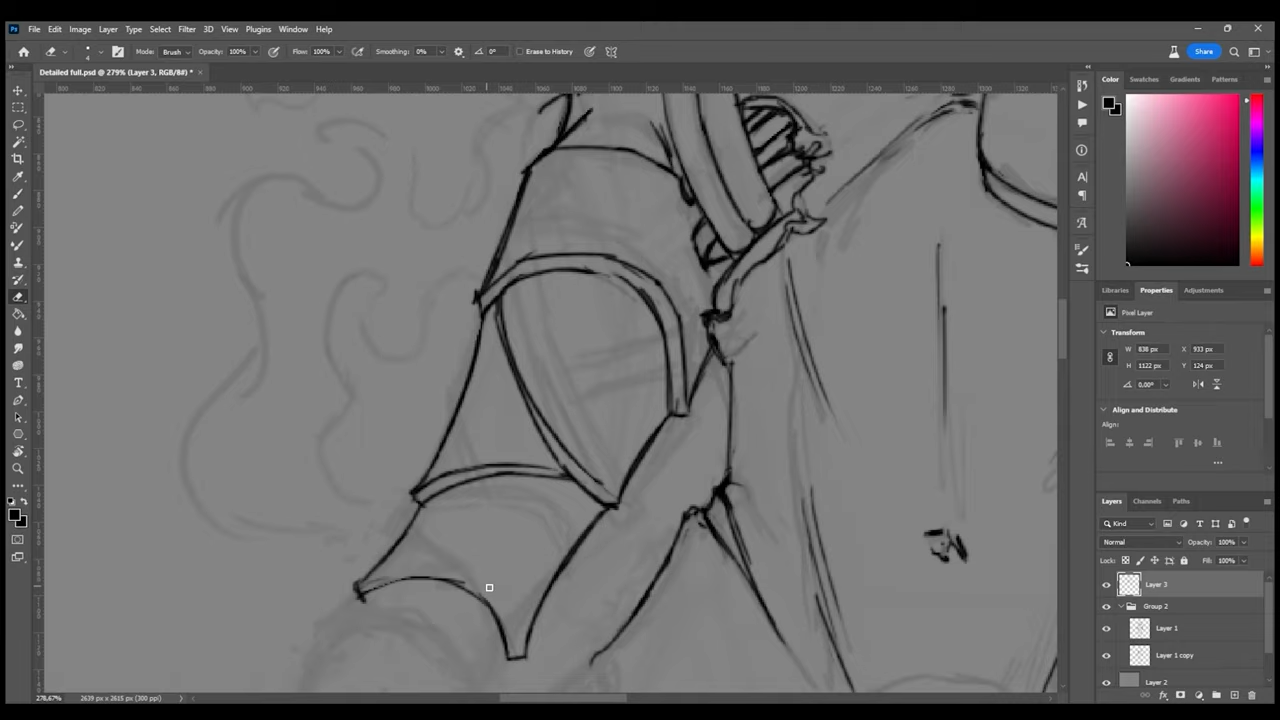 File Edit Image Layer Type Select Filter 3D View Plugins Window Help
4 Mode: Brush Opacity: 100% Flow: 100% Smoothing: 0% 0° Erase to History Share
Detailed full.psd @ 279% (Layer 3, RGB/8#) * ×
Color Swatches Gradients Patterns
Libraries Properties Adjustments
Pixel Layer
Transform
W 838 px X 933 px
H 1122 px Y 124 px
0,00°
Align and Distribute
Align:
Layers Channels Paths
Kind
Normal Opacity: 100%
Lock: Fill: 100%
Layer 3
Group 2
Layer 1
Layer 1 copy
Layer 2
278,67% 2639 px x 2615 px (300 ppi)